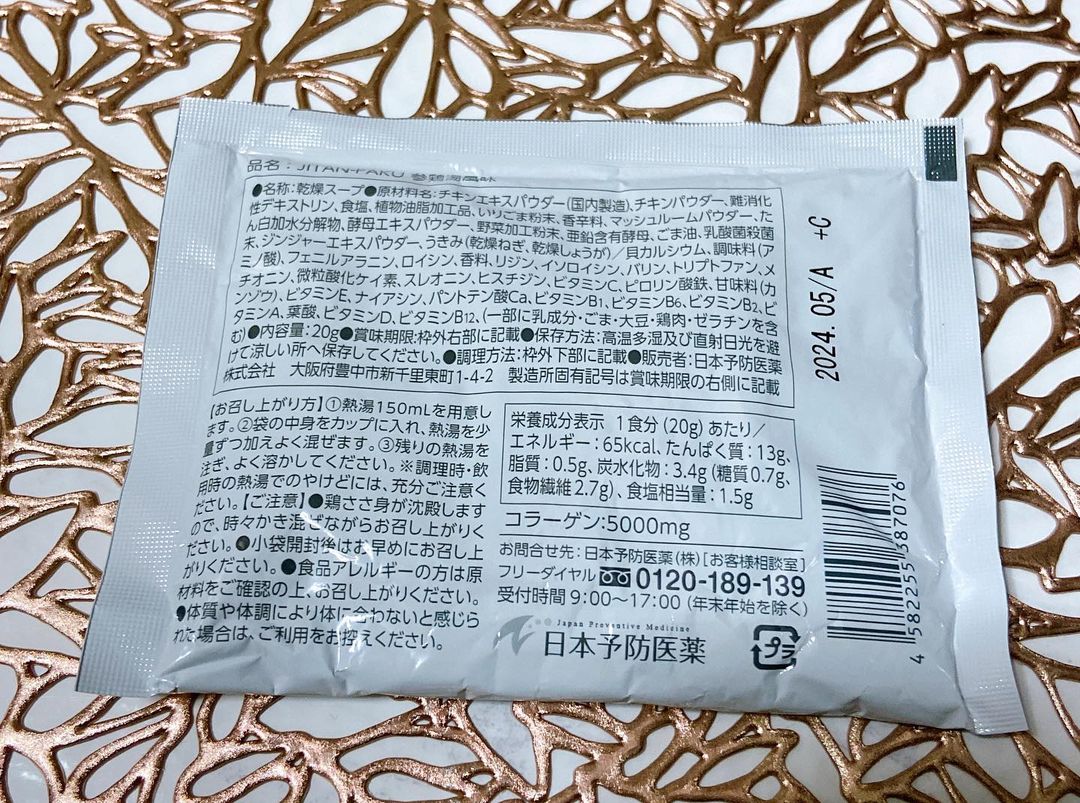 品名：JITAN-PAKU 参鶏湯風味
●名称：乾燥スープ●原材料名：チキンエキスパウダー（国内製造）、チキンパウダー、難消化
性デキストリン、食塩、植物油脂加工品、いりごま粉末、香辛料、マッシュルームパウダー、たん
白加水分解物、酵母エキスパウダー、野菜加工粉末、亜鉛含有酵母、ごま油、乳酸菌殺菌
末、ジンジャーエキスパウダー、うきみ（乾燥ねぎ、乾燥しょうが）／貝カルシウム、調味料（ア
ミノ酸）、フェニルアラニン、ロイシン、香料、リジン、イソロイシン、バリン、トリプトファン、メ
チオニン、微粒酸化ケイ素、スレオニン、ヒスチジン、ビタミンC、ピロリン酸鉄、甘味料（カ
ンゾウ）、ビタミンE、ナイアシン、パントテン酸Ca、ビタミンB1、ビタミンB6、ビタミンB2、ビ
タミンA、葉酸、ビタミンD、ビタミンB12、（一部に乳成分・ごま・大豆・鶏肉・ゼラチンを含
む）●内容量：20g●賞味期限：枠外右部に記載●保存方法：高温多湿及び直射日光を避
けて涼しい所へ保存してください。●調理方法：枠外下部に記載●販売者：日本予防医薬
株式会社　大阪府豊中市新千里東町1-4-2　製造所固有記号は賞味期限の右側に記載
2024. 05/A +C
【お召し上がり方】①熱湯150mLを用意し
ます。②袋の中身をカップに入れ、熱湯を少
量ずつ加えよく混ぜます。③残りの熱湯を
注ぎ、よく溶かしてください。※調理時・飲
用時の熱湯でのやけどには、充分ご注意く
ださい。【ご注意】●鶏ささ身が沈殿します
ので、時々かき混ぜながらお召し上がりく
ださい。●小袋開封後はお早めにお召し上
がりください。●食品アレルギーの方は原
材料をご確認の上、お召し上がりください。
●体質や体調により体に合わないと感じら
れた場合は、ご利用をお控えください。
栄養成分表示 1食分（20g）あたり／
エネルギー：65kcal、たんぱく質：13g、
脂質：0.5g、炭水化物：3.4g（糖質0.7g、
食物繊維2.7g）、食塩相当量：1.5g
コラーゲン：5000mg
お問合せ先：日本予防医薬（株）［お客様相談室］
フリーダイヤル 0120-189-139
受付時間 9:00〜17:00（年末年始を除く）
Japan Preventive Medicine
日本予防医薬
プラ
4 582255 387076